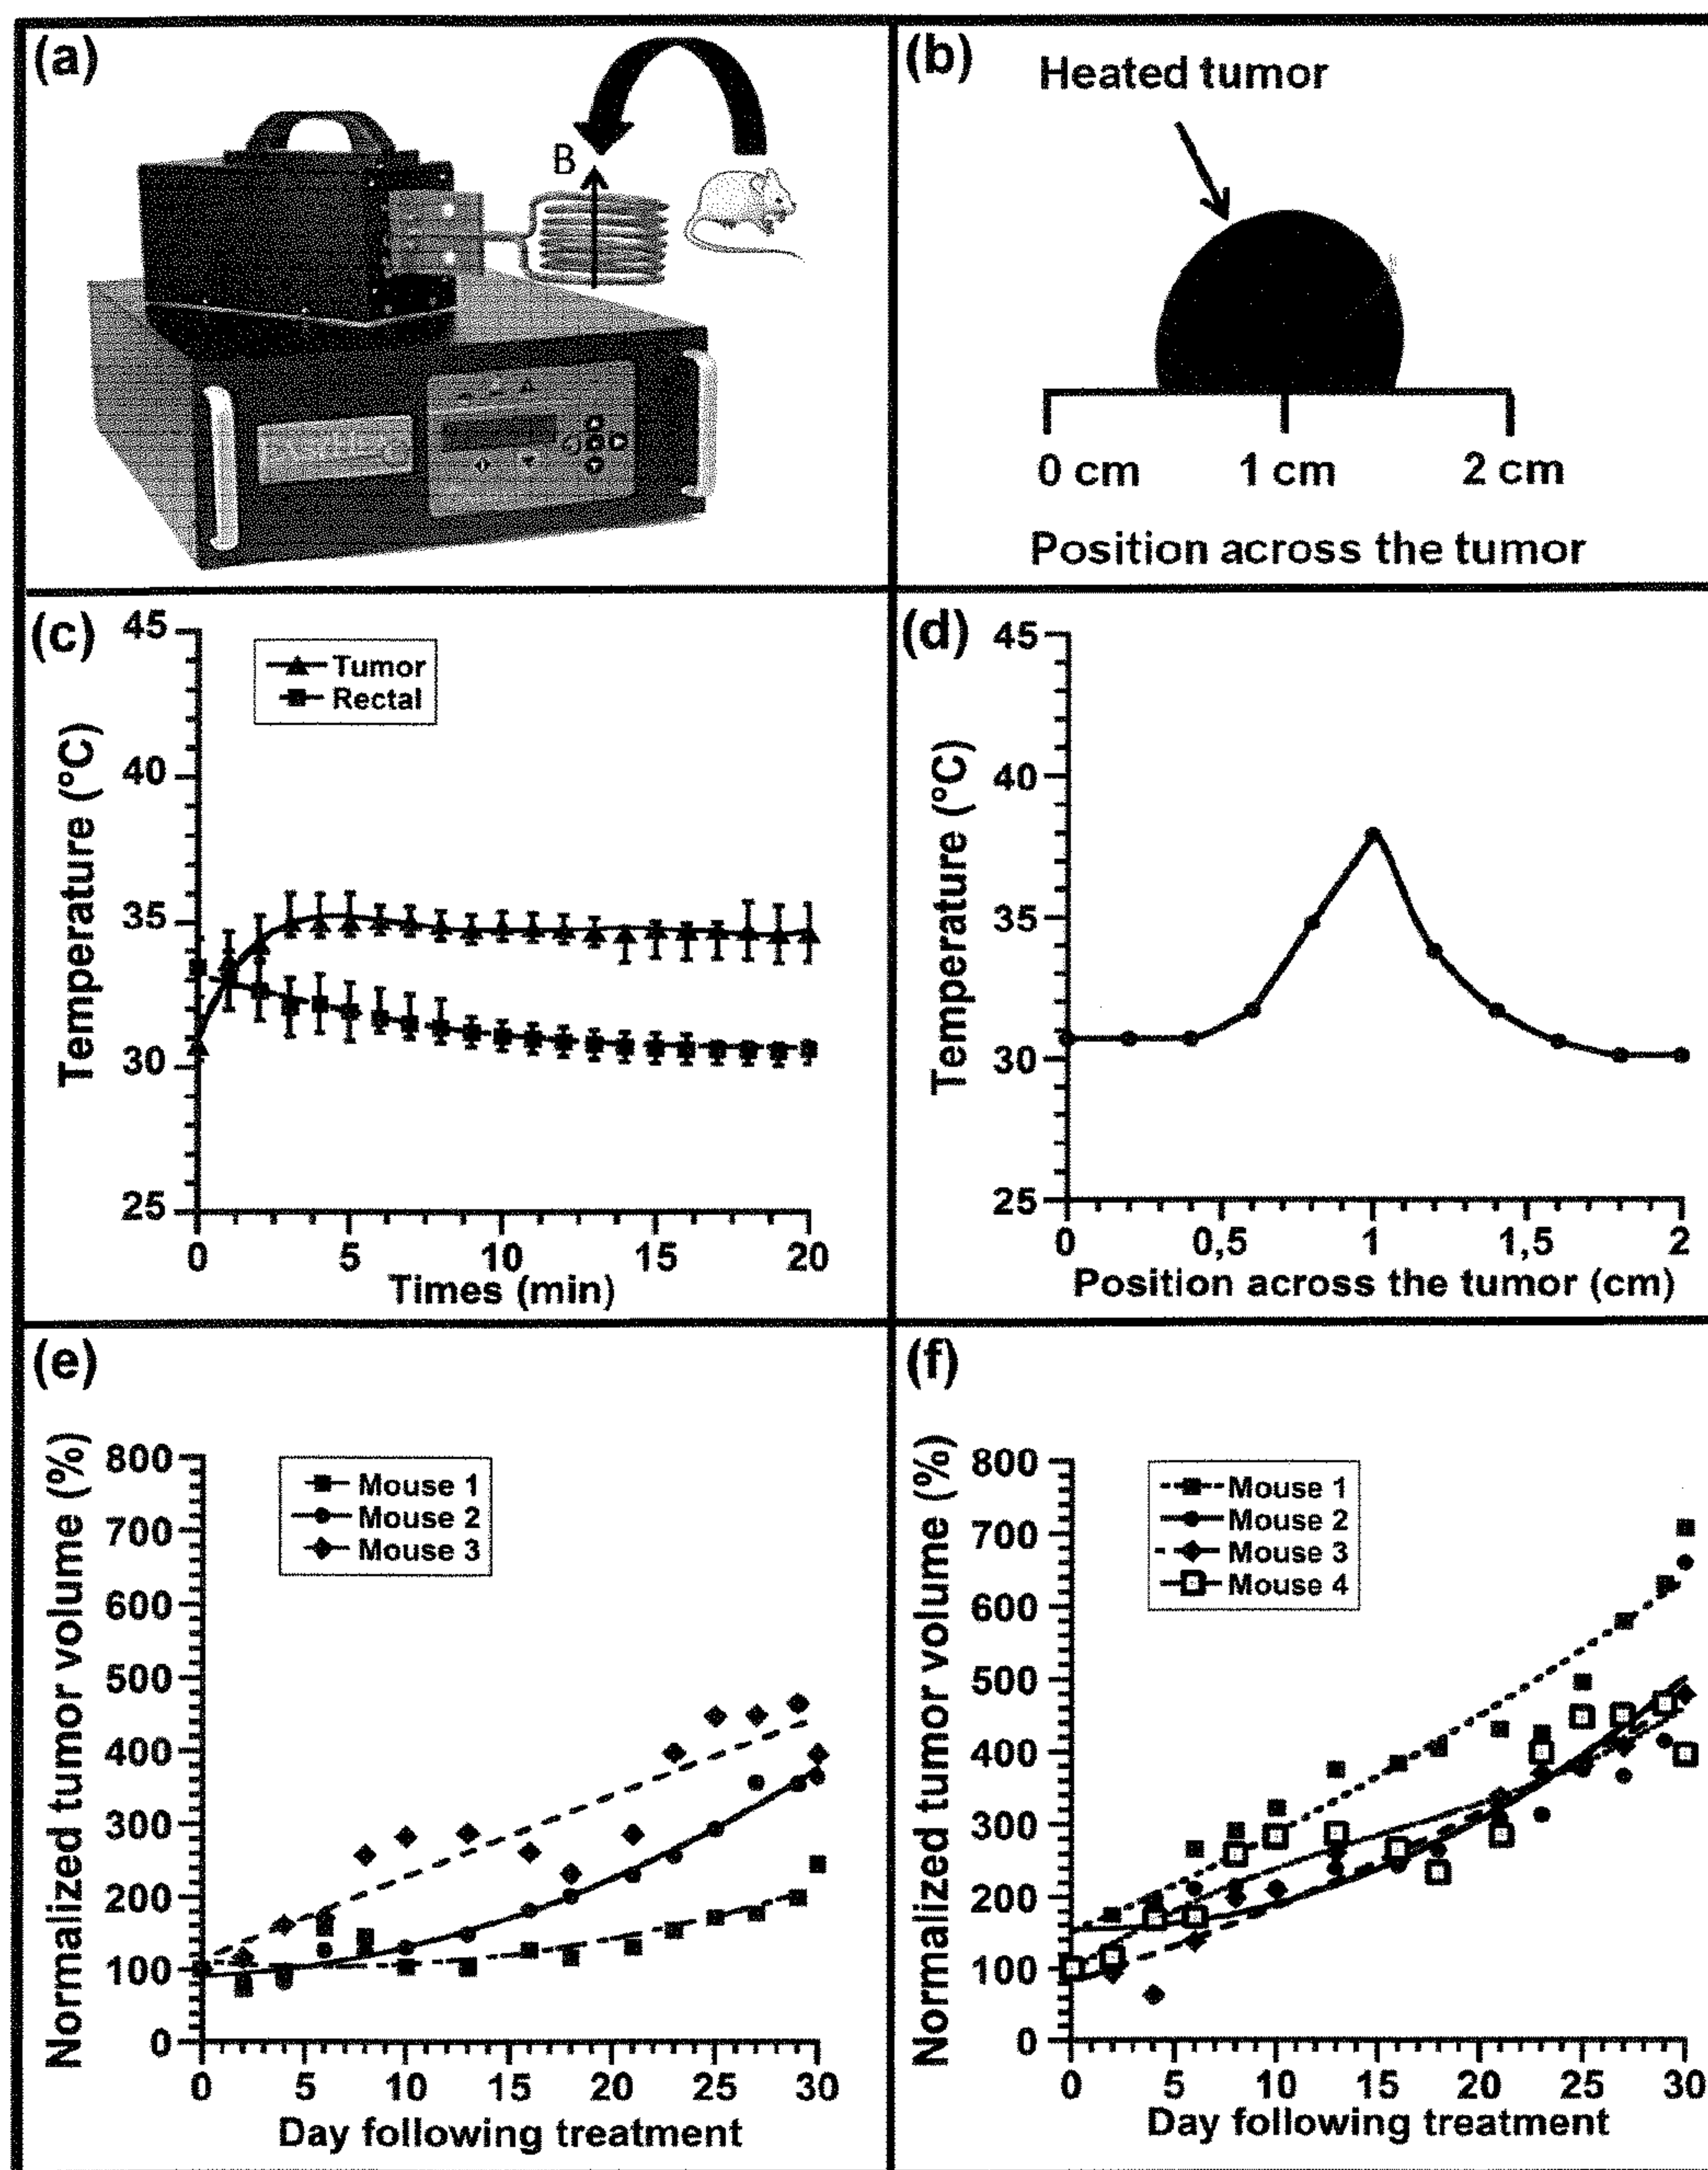 (a)
B
(b)
Heated tumor
0 cm
1 cm
2 cm
Position across the tumor
(c)
45
40
35
30
25
Temperature (°C)
Tumor
Rectal
0
5
10
15
20
Times (min)
(d)
45
40
35
30
25
Temperature (°C)
0
0,5
1
1,5
2
Position across the tumor (cm)
(e)
800
700
600
500
400
300
200
100
0
Normalized tumor volume (%)
Mouse 1
Mouse 2
Mouse 3
0
5
10
15
20
25
30
Day following treatment
(f)
800
700
600
500
400
300
200
100
0
Normalized tumor volume (%)
Mouse 1
Mouse 2
Mouse 3
Mouse 4
0
5
10
15
20
25
30
Day following treatment